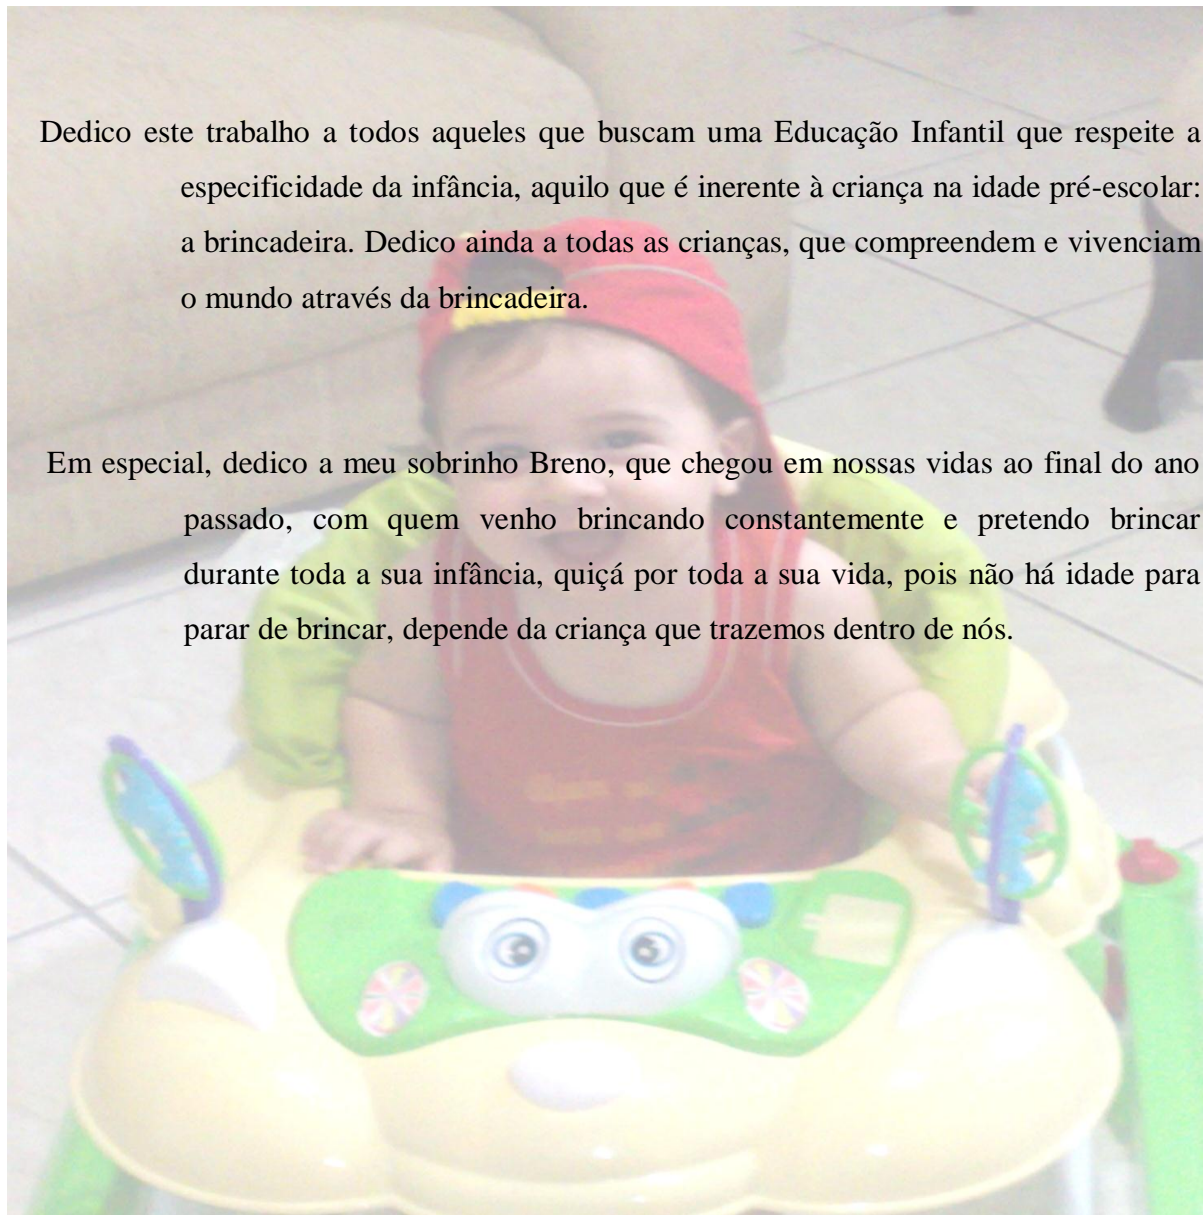 Dedico este trabalho a todos aqueles que buscam uma Educação Infantil que respeite a
especificidade da infância, aquilo que é inerente à criança na idade pré-escolar:
a brincadeira. Dedico ainda a todas as crianças, que compreendem e vivenciam
o mundo através da brincadeira.
Em especial, dedico a meu sobrinho Breno, que chegou em nossas vidas ao final do ano
passado, com quem venho brincando constantemente e pretendo brincar
durante toda a sua infância, quiçá por toda a sua vida, pois não há idade para
parar de brincar, depende da criança que trazemos dentro de nós.